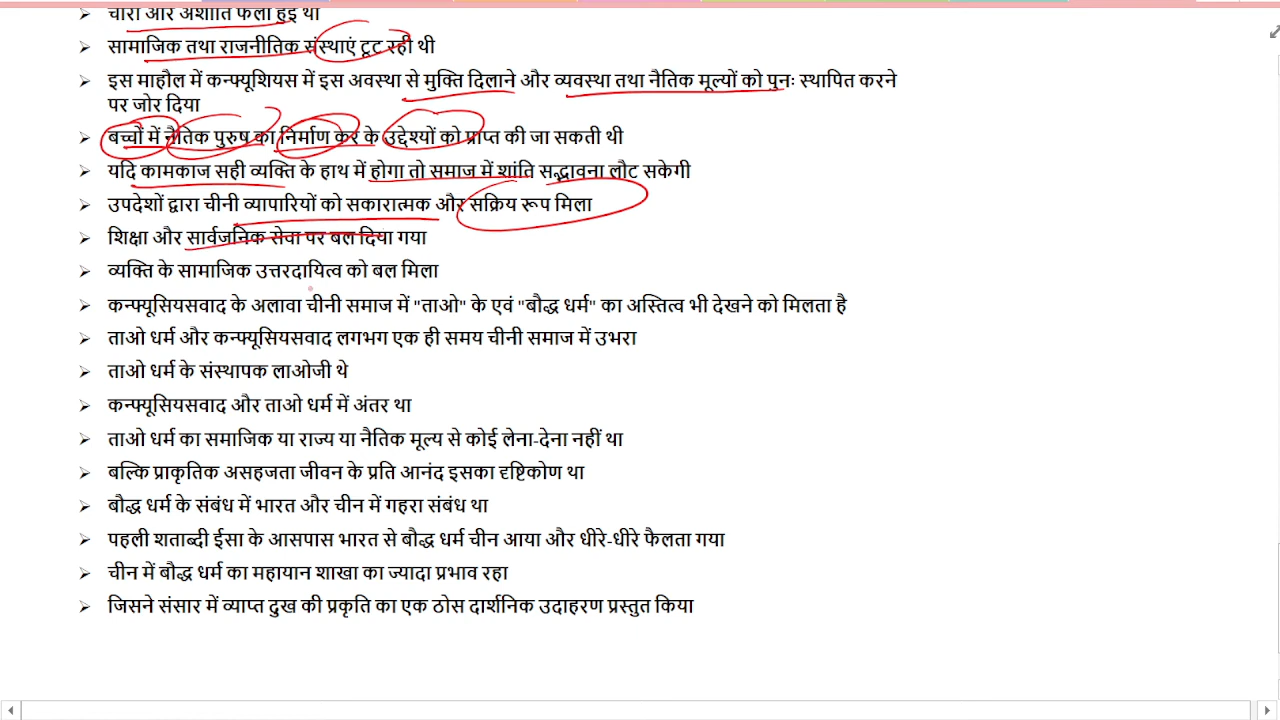 चारों और अशांति फैली हुई थी
सामाजिक तथा राजनीतिक संस्थाएं टूट रही थी
इस माहौल में कन्फ्यूशियस में इस अवस्था से मुक्ति दिलाने और व्यवस्था तथा नैतिक मूल्यों को पुनः स्थापित करने
पर जोर दिया
बच्चों में नैतिक पुरुष का निर्माण कर के उद्देश्यों को प्राप्त की जा सकती थी
यदि कामकाज सही व्यक्ति के हाथ में होगा तो समाज में शांति सद्भावना लौट सकेगी
उपदेशों द्वारा चीनी व्यापारियों को सकारात्मक और सक्रिय रूप मिला
शिक्षा और सार्वजनिक सेवा पर बल दिया गया
व्यक्ति के सामाजिक उत्तरदायित्व को बल मिला
कन्फ्यूसियसवाद के अलावा चीनी समाज में "ताओ" के एवं "बौद्ध धर्म" का अस्तित्व भी देखने को मिलता है
ताओ धर्म और कन्फ्यूसियसवाद लगभग एक ही समय चीनी समाज में उभरा
ताओ धर्म के संस्थापक लाओजी थे
कन्फ्यूसियसवाद और ताओ धर्म में अंतर था
ताओ धर्म का समाजिक या राज्य या नैतिक मूल्य से कोई लेना-देना नहीं था
बल्कि प्राकृतिक असहजता जीवन के प्रति आनंद इसका दृष्टिकोण था
बौद्ध धर्म के संबंध में भारत और चीन में गहरा संबंध था
पहली शताब्दी ईसा के आसपास भारत से बौद्ध धर्म चीन आया और धीरे-धीरे फैलता गया
चीन में बौद्ध धर्म का महायान शाखा का ज्यादा प्रभाव रहा
जिसने संसार में व्याप्त दुख की प्रकृति का एक ठोस दार्शनिक उदाहरण प्रस्तुत किया